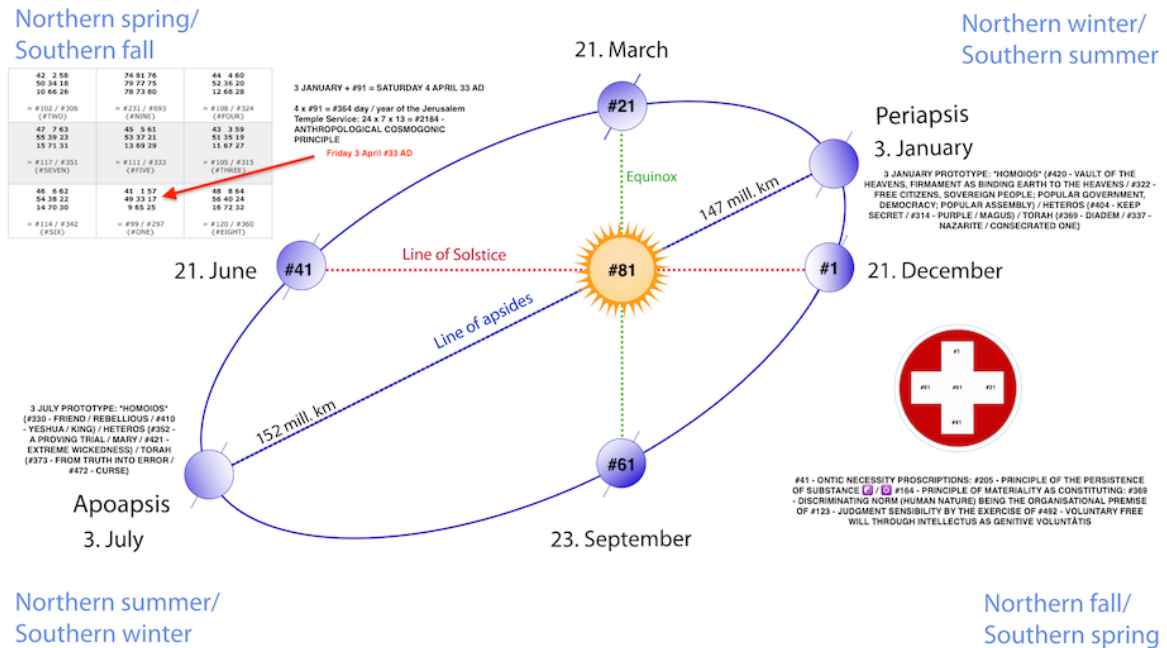 Northern spring/
Southern fall
Northern winter/
Southern summer
21. March
42 2 58
50 34 18
10 66 26
= #102 / #306
{#TWO}
74 81 76
79 77 75
78 73 80
= #231 / #693
{#NINE}
44 4 60
52 36 20
12 68 28
= #108 / #324
{#FOUR}
47 7 63
55 39 23
15 71 31
= #117 / #351
{#SEVEN}
45 5 61
53 37 21
13 69 29
= #111 / #333
{#FIVE}
43 3 59
51 35 19
11 67 27
= #105 / #315
{#THREE}
46 6 62
54 38 22
14 70 30
= #114 / #342
{#SIX}
41 1 57
49 33 17
9 65 25
= #99 / #297
{#ONE}
48 8 64
56 40 24
16 72 32
= #120 / #360
{#EIGHT}
3 JANUARY + #91 = SATURDAY 4 APRIL 33 AD
4 x #91 = #364 day / year of the Jerusalem
Temple Service: 24 x 7 x 13 = #2184 -
ANTHROPOLOGICAL COSMOGONIC
PRINCIPLE
Friday 3 April #33 AD
#21
Periapsis
3. January
3 JANUARY PROTOTYPE: *HOMOIOS* {#420 - VAULT OF THE
HEAVENS, FIRMAMENT AS BINDING EARTH TO THE HEAVENS / #322 -
FREE CITIZENS, SOVEREIGN PEOPLE; POPULAR GOVERNMENT,
DEMOCRACY; POPULAR ASSEMBLY} / HETEROS {#404 - KEEP
SECRET / #314 - PURPLE / MAGUS} / TORAH {#369 - DIADEM / #337 -
NAZARITE / CONSECRATED ONE}
Equinox
147 mill. km
21. June
#41
Line of Solstice
#81
#1
21. December
Line of apsides
152 mill. km
#1
#61
#81
#21
#41
3 JULY PROTOTYPE: *HOMOIOS*
{#330 - FRIEND / REBELLIOUS / #410
- YESHUA / KING} / HETEROS {#352 -
A PROVING TRIAL / MARY / #421 -
EXTREME WICKEDNESS} / TORAH
{#373 - FROM TRUTH INTO ERROR /
#472 - CURSE}
Apoapsis
3. July
#61
23. September
#41 - ONTIC NECESSITY PROSCRIPTIONS: #205 - PRINCIPLE OF THE PERSISTENCE
OF SUBSTANCE / #164 - PRINCIPLE OF MATERIALITY AS CONSTITUTING: #369
- DISCRIMINATING NORM {HUMAN NATURE} BEING THE ORGANISATIONAL PREMISE
OF #123 - JUDGMENT SENSIBILITY BY THE EXERCISE OF #492 - VOLUNTARY FREE
WILL THROUGH INTELLECTUS AS GENITIVE VOLUNTĀTIS
Northern summer/
Southern winter
Northern fall/
Southern spring